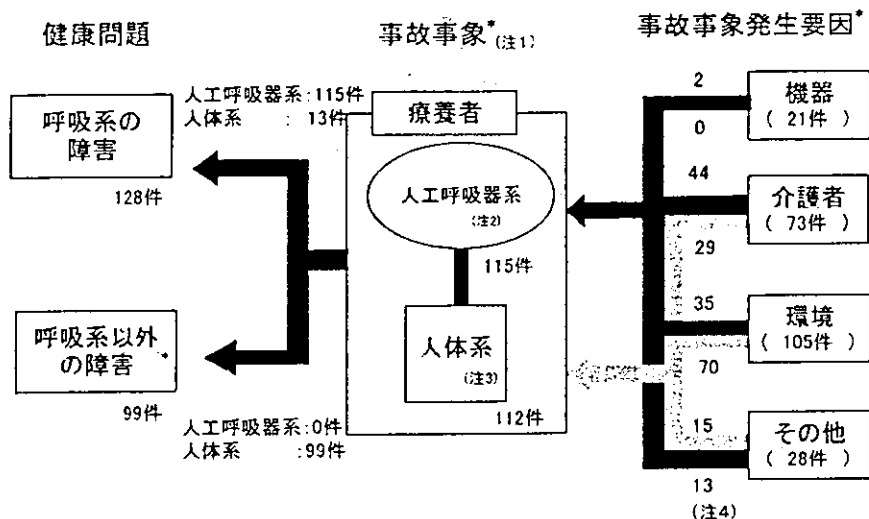 健康問題
事故事象*(注1)
事故事象発生要因*
人工呼吸器系:115件
人体系 : 13件
呼吸系の
障害
128件
呼吸系以外
の障害*
99件
人工呼吸器系:0件
人体系 :99件
療養者
人工呼吸器系
(注2)
115件
人体系
(注3)
112件
2
機器
( 21件 )
0
44
介護者
( 73件 )
29
35
環境
( 105件 )
70
15
その他
( 28件 )
13
(注4)